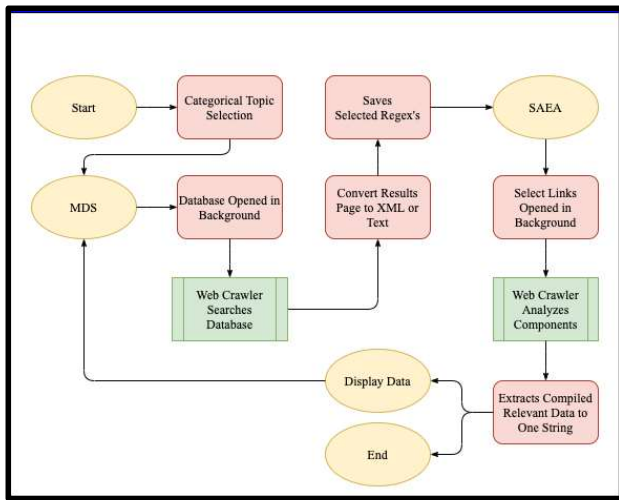 Start
Categorical Topic
Selection
Saves
Selected Regex's
SAEA
MDS
Database Opened in
Background
Convert Results
Page to XML or
Text
Select Links
Opened in
Background
Web Crawler
Searches
Database
Web Crawler
Analyzes
Components
Display Data
Extracts Compiled
Relevant Data to
One String
End